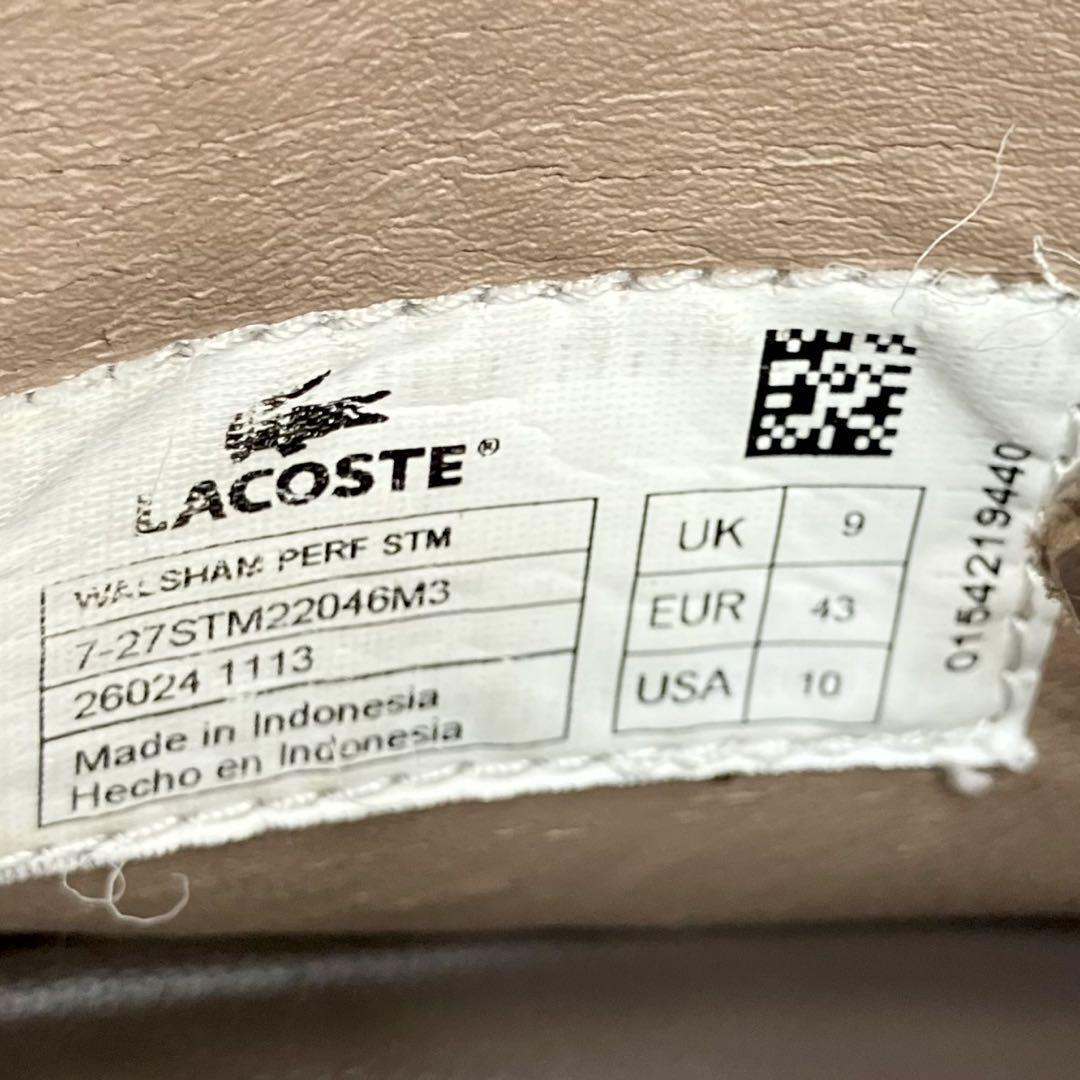 LACOSTE®
WALSHAM PERF STM
7-27STM22046M3
26024 1113
Made in Indonesia
Hecho en Indonesia
UK 9
EUR 43
USA 10
0154219440